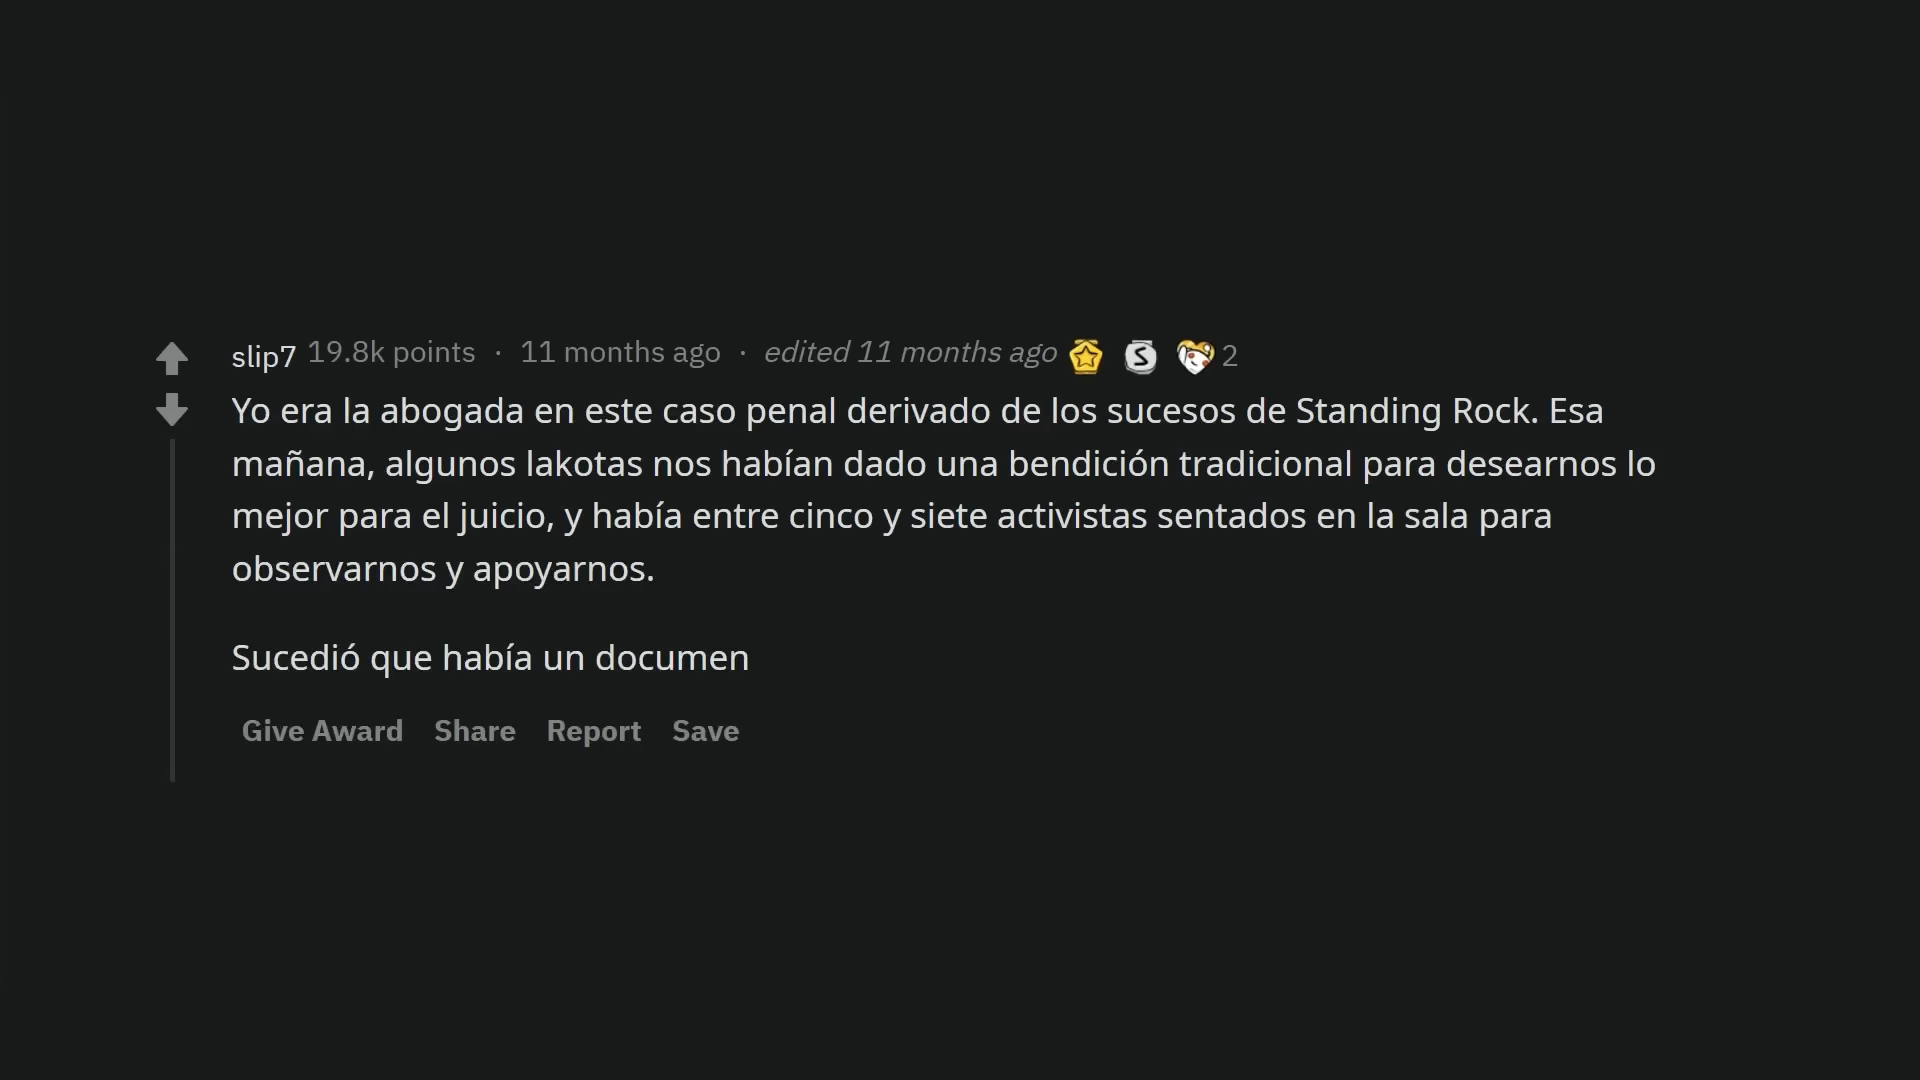 slip7 19.8k points · 11 months ago · edited 11 months ago 2
Yo era la abogada en este caso penal derivado de los sucesos de Standing Rock. Esa
mañana, algunos lakotas nos habían dado una bendición tradicional para desearnos lo
mejor para el juicio, y había entre cinco y siete activistas sentados en la sala para
observarnos y apoyarnos.
Sucedió que había un documen
Give Award Share Report Save